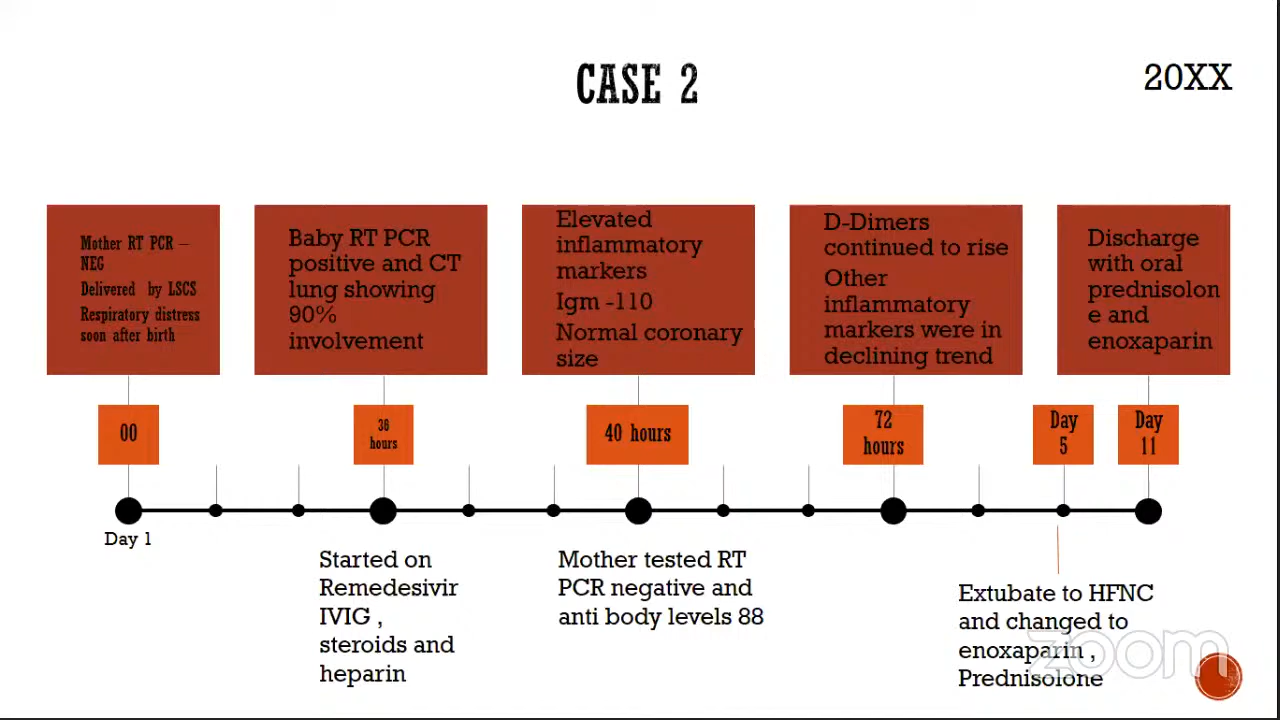 CASE 2
20XX
Mother RT PCR –
NEG
Delivered by LSCS
Respiratory distress
soon after birth
Baby RT PCR
positive and CT
lung showing
90%
involvement
Elevated
inflammatory
markers
Igm -110
Normal coronary
size
D-Dimers
continued to rise
Other
inflammatory
markers were in
declining trend
Discharge
with oral
prednisolon
e and
enoxaparin
00
36
hours
40 hours
72
hours
Day
5
Day
11
Day 1
Started on
Remedesivir
IVIG ,
steroids and
heparin
Mother tested RT
PCR negative and
anti body levels 88
Extubate to HFNC
and changed to
enoxaparin ,
Prednisolone
zoom